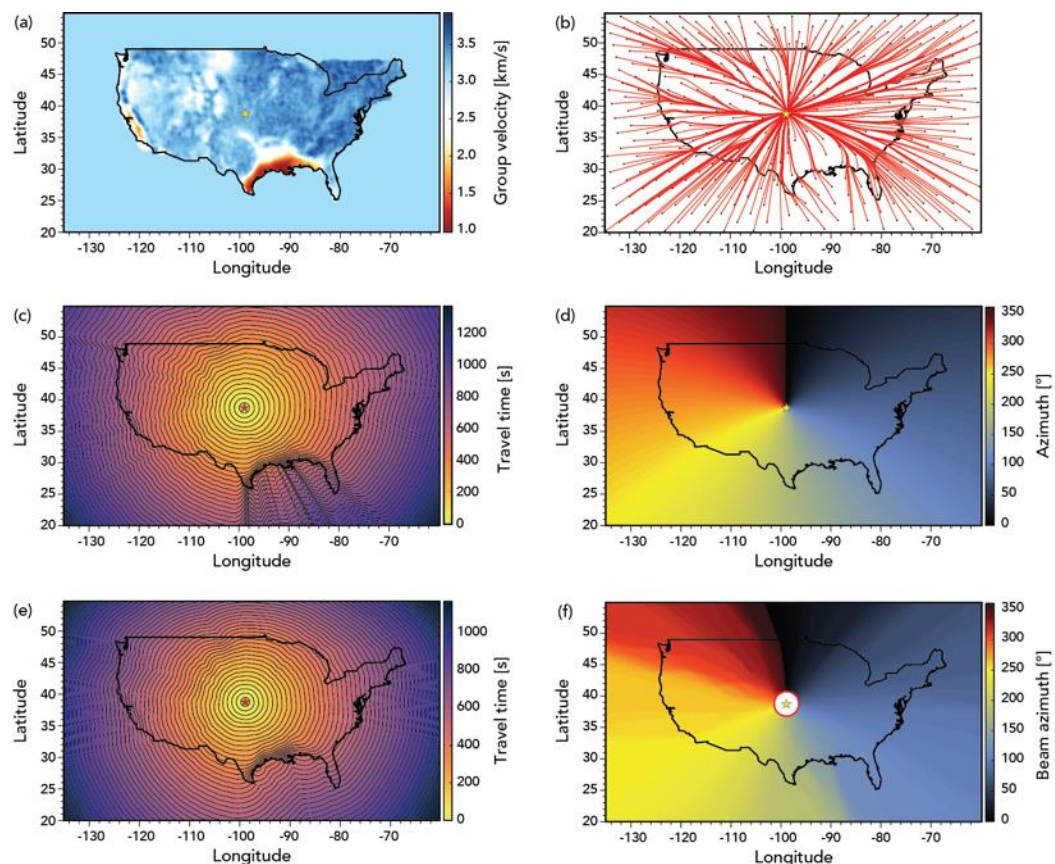 (a)
Latitude
55
50
45
40
35
30
25
20
-130 -120 -110 -100 -90 -80 -70
Longitude
3.5
3.0
2.5
2.0
1.5
1.0
Group velocity [km/s]
(b)
Latitude
55
50
45
40
35
30
25
20
-130 -120 -110 -100 -90 -80 -70
Longitude
(c)
Latitude
55
50
45
40
35
30
25
20
-130 -120 -110 -100 -90 -80 -70
Longitude
1200
1000
800
600
400
200
0
Travel time [s]
(d)
Latitude
55
50
45
40
35
30
25
20
-130 -120 -110 -100 -90 -80 -70
Longitude
350
300
250
200
150
100
50
0
Azimuth [°]
(e)
Latitude
55
50
45
40
35
30
25
20
-130 -120 -110 -100 -90 -80 -70
Longitude
1000
800
600
400
200
0
Travel time [s]
(f)
Latitude
55
50
45
40
35
30
25
20
-130 -120 -110 -100 -90 -80 -70
Longitude
350
300
250
200
150
100
50
0
Beam azimuth [°]